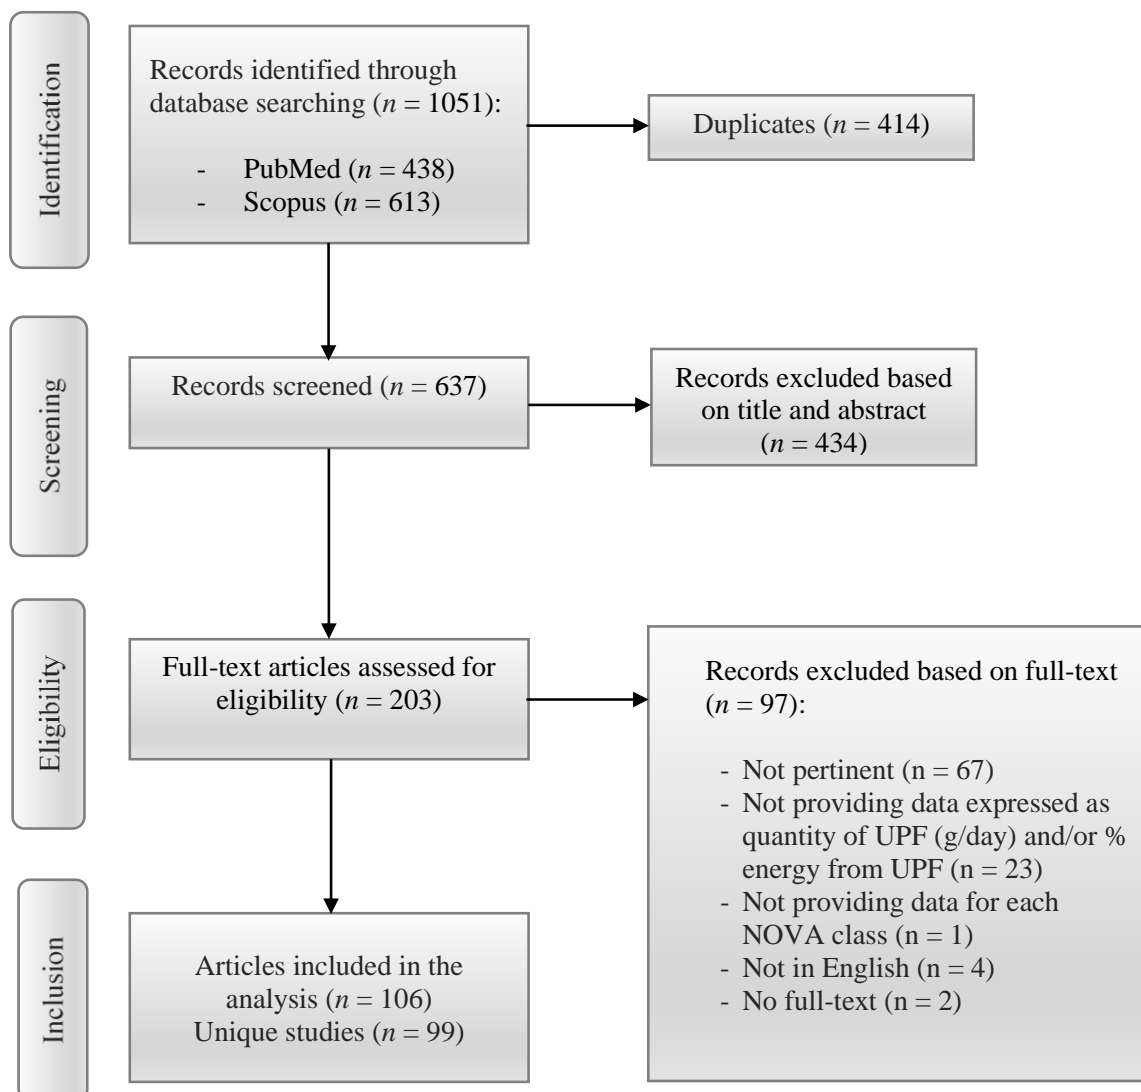 Identification
Records identified through
database searching (n = 1051):
- PubMed (n = 438)
- Scopus (n = 613)
Duplicates (n = 414)
Screening
Records screened (n = 637)
Records excluded based
on title and abstract
(n = 434)
Eligibility
Full-text articles assessed for
eligibility (n = 203)
Records excluded based on full-text
(n = 97):
- Not pertinent (n = 67)
- Not providing data expressed as
quantity of UPF (g/day) and/or %
energy from UPF (n = 23)
- Not providing data for each
NOVA class (n = 1)
- Not in English (n = 4)
- No full-text (n = 2)
Inclusion
Articles included in the
analysis (n = 106)
Unique studies (n = 99)